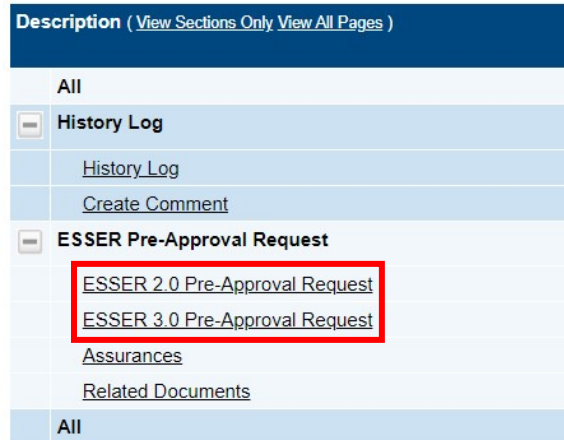 Description ( View Sections Only View All Pages )
All
History Log
History Log
Create Comment
ESSER Pre-Approval Request
ESSER 2.0 Pre-Approval Request
ESSER 3.0 Pre-Approval Request
Assurances
Related Documents
All